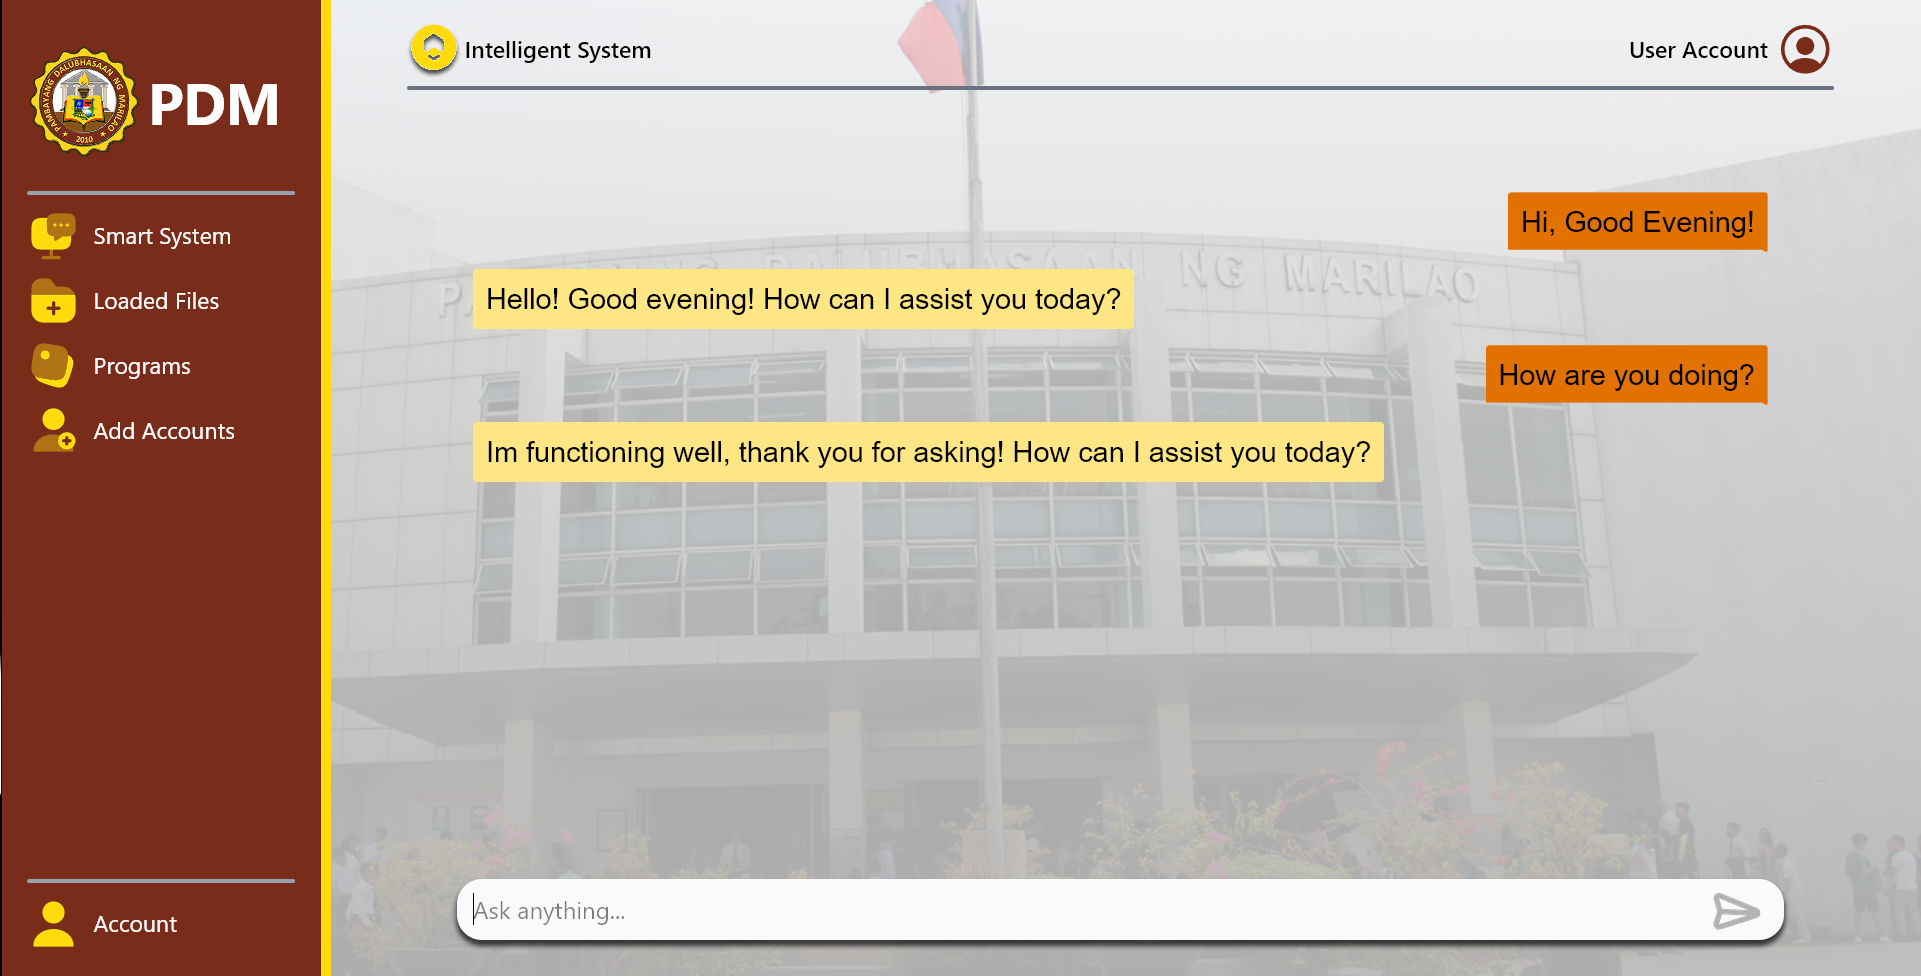 PAMBAYANG DALUBHASAAN NG MARILAO
2010
PDM
Smart System
Loaded Files
Programs
Add Accounts
Account
Intelligent System
User Account
PAMBAYANG DALUBHASAAN NG MARILAO
Hi, Good Evening!
Hello! Good evening! How can I assist you today?
How are you doing?
Im functioning well, thank you for asking! How can I assist you today?
Ask anything...